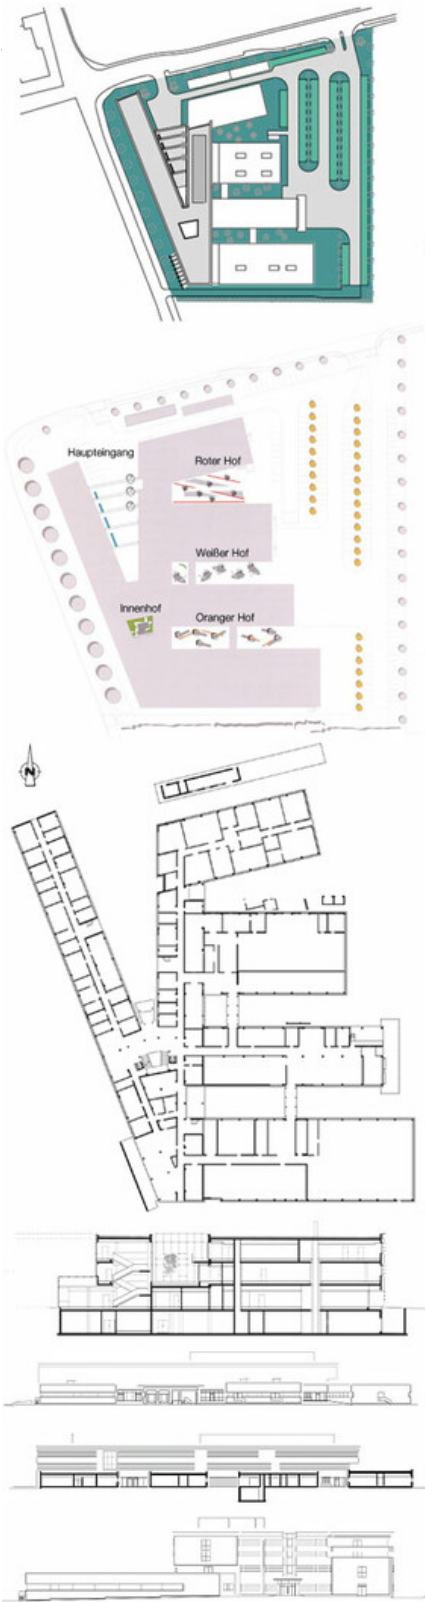 Haupteingang
Roter Hof
Weißer Hof
Innenhof
Oranger Hof
N